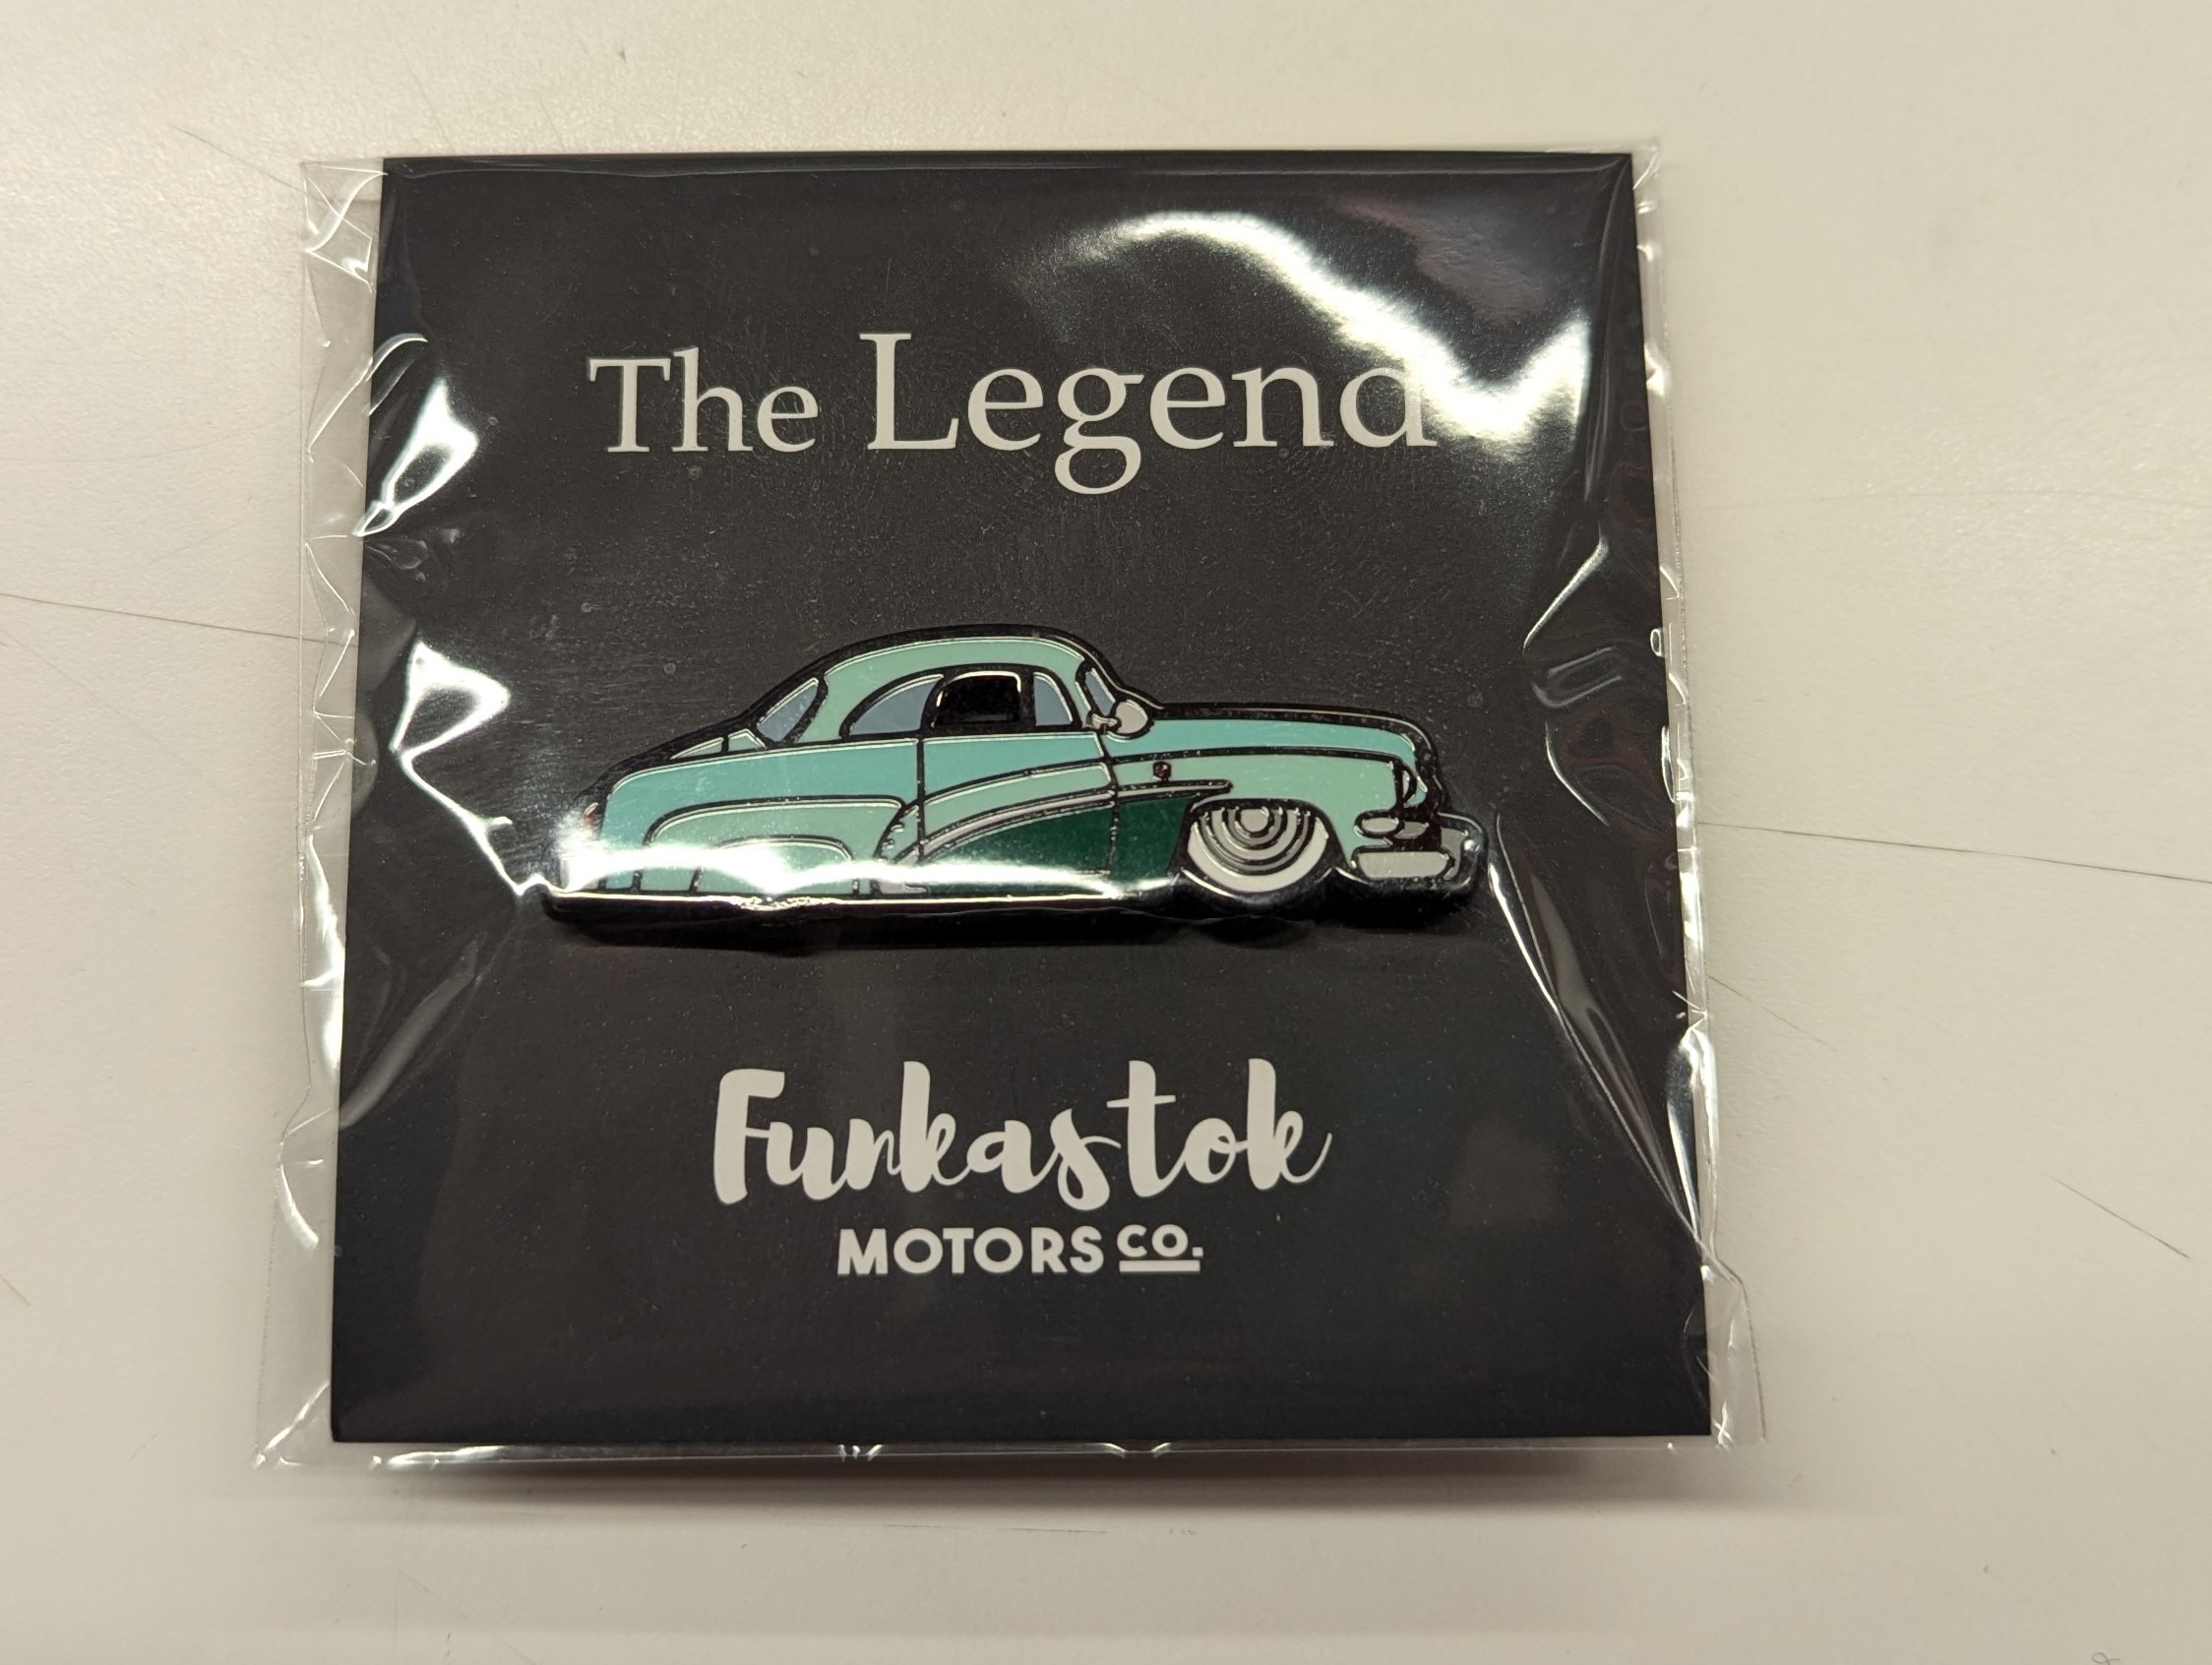 The Legend
Funkastok
MOTORS CO.